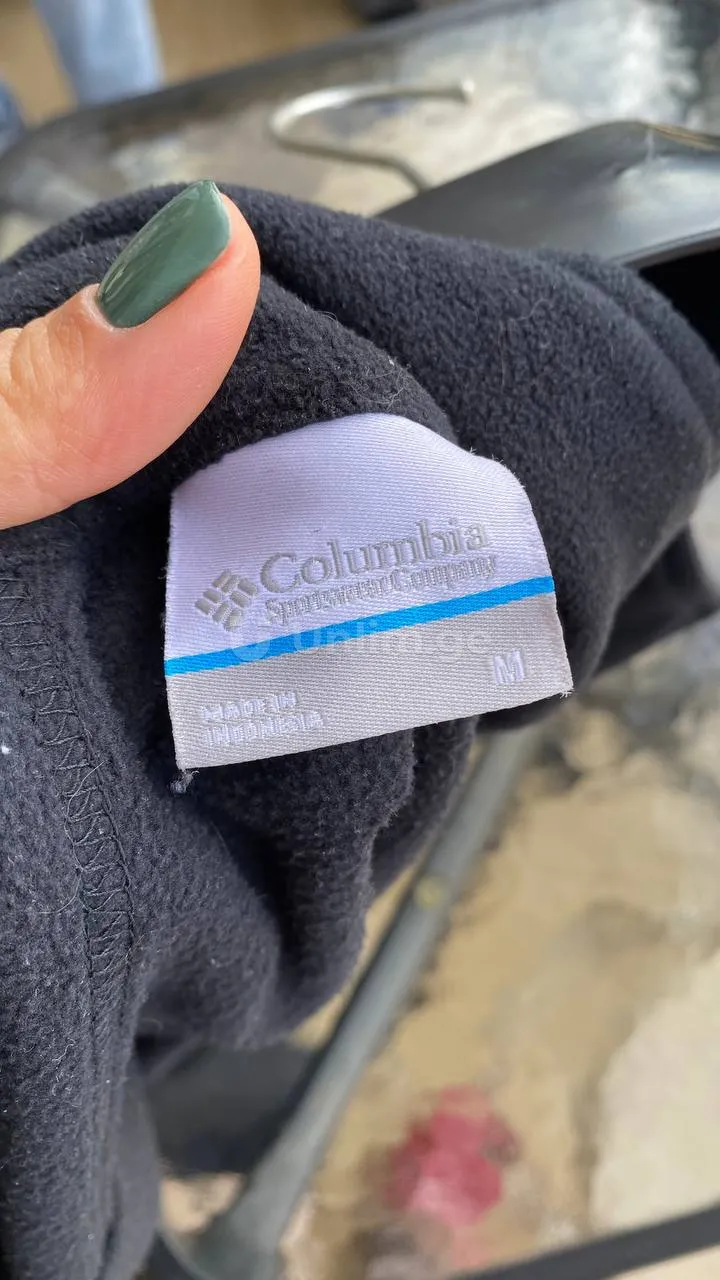 Columbia
Sportswear Company
M
MADE IN
INDONESIA